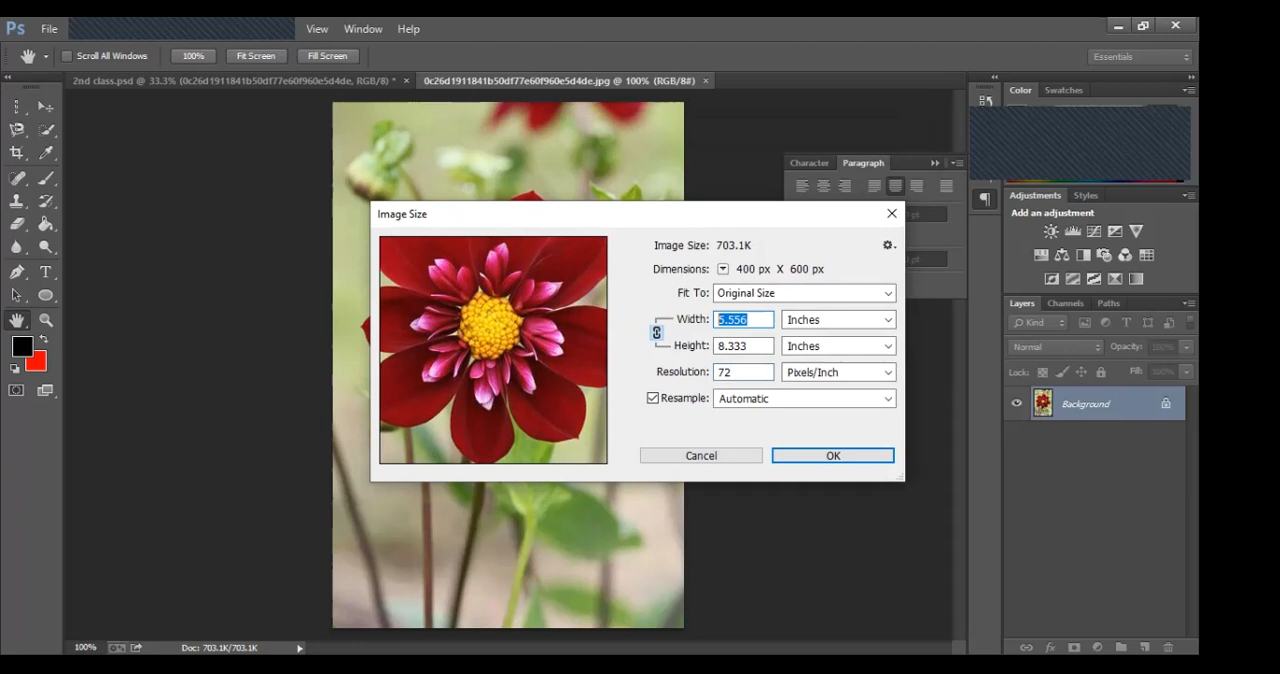 Ps File View Window Help
Scroll All Windows 100% Fit Screen Fill Screen Essentials
2nd class.psd @ 33.3% (0c26d1911841b50df77e60f960e5d4de, RGB/8) * × 0c26d1911841b50df77e60f960e5d4de.jpg @ 100% (RGB/8#) ×
Color Swatches
Character Paragraph
Adjustments Styles
Add an adjustment
Image Size
Image Size: 703.1K
Dimensions: 400 px X 600 px
Fit To: Original Size
Width: 5.556 Inches
Height: 8.333 Inches
Resolution: 72 Pixels/Inch
Resample: Automatic
Cancel OK
Layers Channels Paths
Kind
Normal Opacity: 100%
Lock: Fill: 100%
Background
100% Doc: 703.1K/703.1K